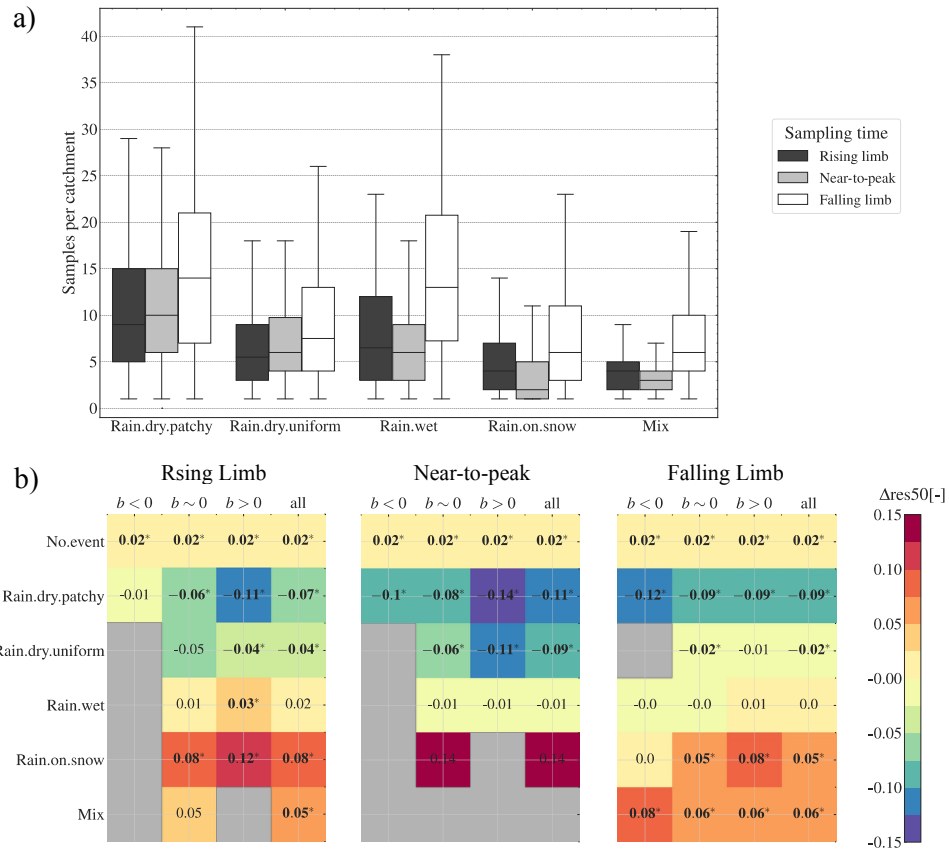 a)
40
35
30
25
20
15
10
5
0
Samples per catchment
Rain.dry.patchy Rain.dry.uniform Rain.wet Rain.on.snow Mix
Sampling time
Rising limb
Near-to-peak
Falling limb
b)
Rsing Limb Near-to-peak Falling Limb
b < 0 b ∼ 0 b > 0 all b < 0 b ∼ 0 b > 0 all b < 0 b ∼ 0 b > 0 all
Δres50[-]
No.event 0.02* 0.02* 0.02* 0.02* 0.02* 0.02* 0.02* 0.02* 0.02* 0.02* 0.02* 0.02*
Rain.dry.patchy -0.01 −0.06* −0.11* −0.07* −0.1* −0.08* −0.14* −0.11* −0.12* −0.09* −0.09* −0.09*
Rain.dry.uniform -0.05 −0.04* −0.04* −0.06* −0.11* −0.09* −0.02* -0.01 −0.02*
Rain.wet 0.01 0.03* 0.02 -0.01 -0.01 -0.01 -0.0 -0.0 0.01 0.0
Rain.on.snow 0.08* 0.12* 0.08* 0.14 0.14 0.0 0.05* 0.08* 0.05*
Mix 0.05 0.05* 0.08* 0.06* 0.06* 0.06*
0.15
0.10
0.05
-0.00
-0.05
-0.10
-0.15